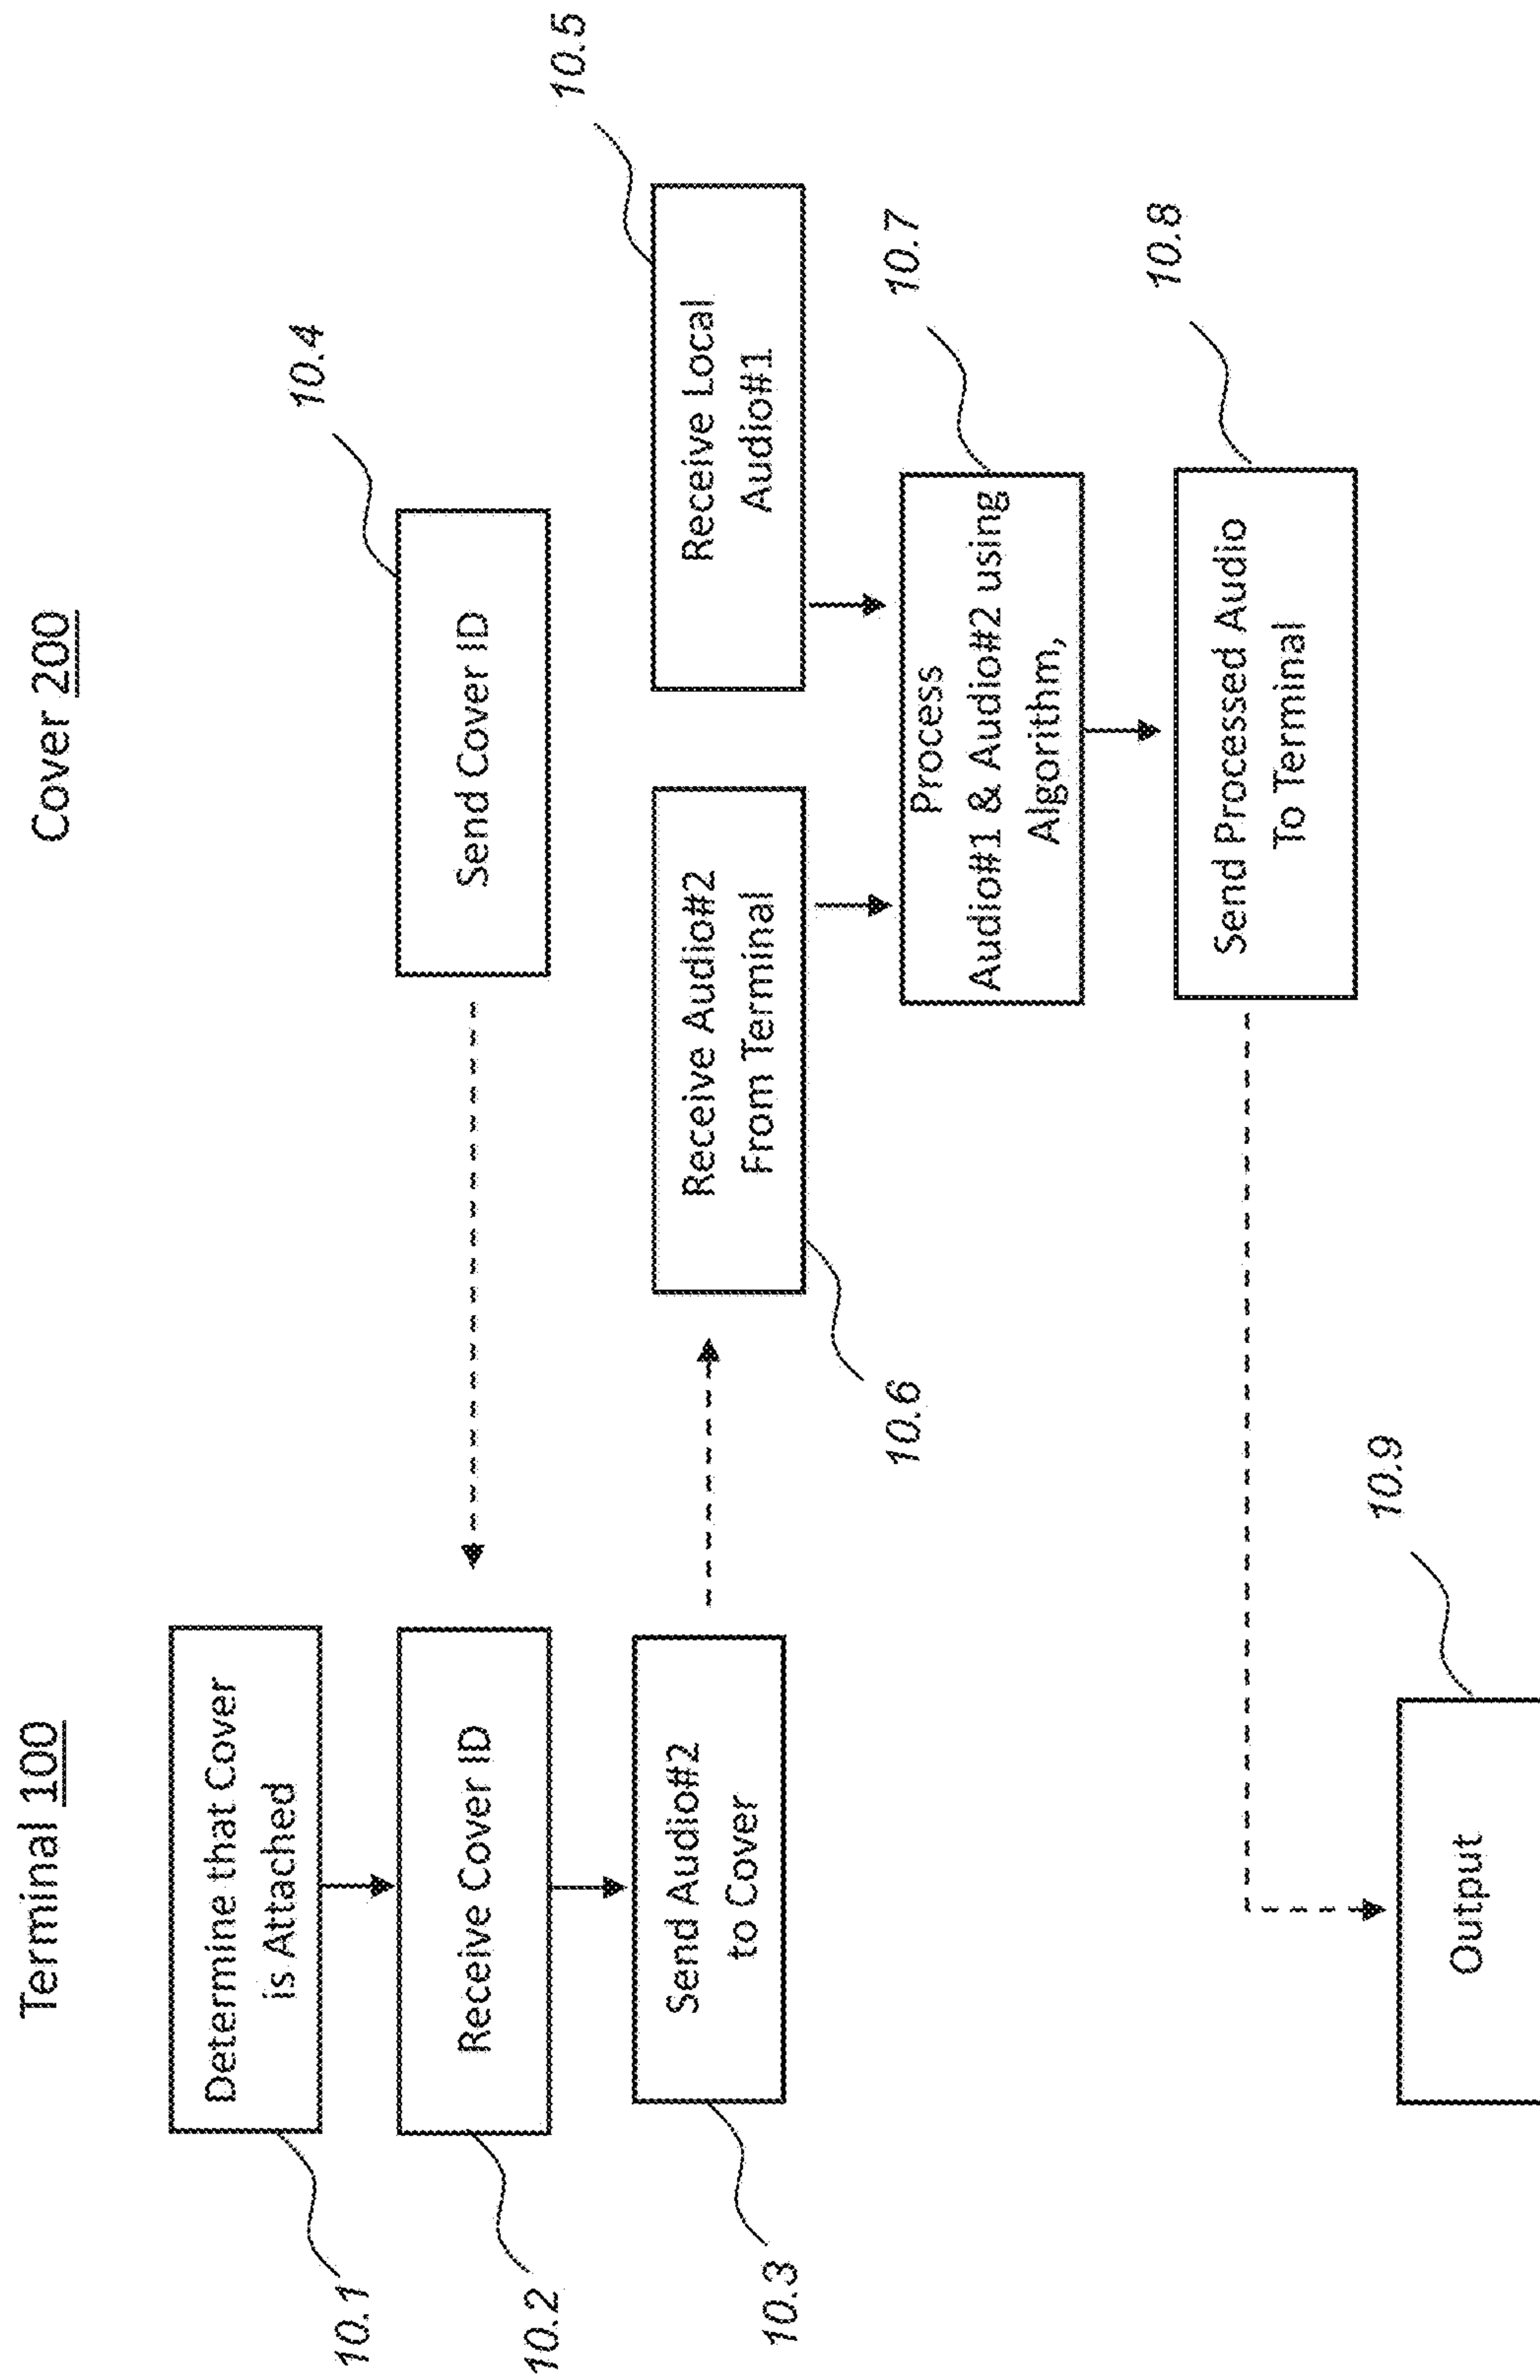 Terminal 100
Cover 200
Determine that Cover
is Attached
10.1
Receive Cover ID
10.2
Send Cover ID
10.4
Send Audio#2
to Cover
10.3
Receive Audio#2
From Terminal
10.6
Receive Local
Audio#1
10.5
Process
Audio#1 & Audio#2 using
Algorithm,
10.7
Send Processed Audio
To Terminal
10.8
Output
10.9